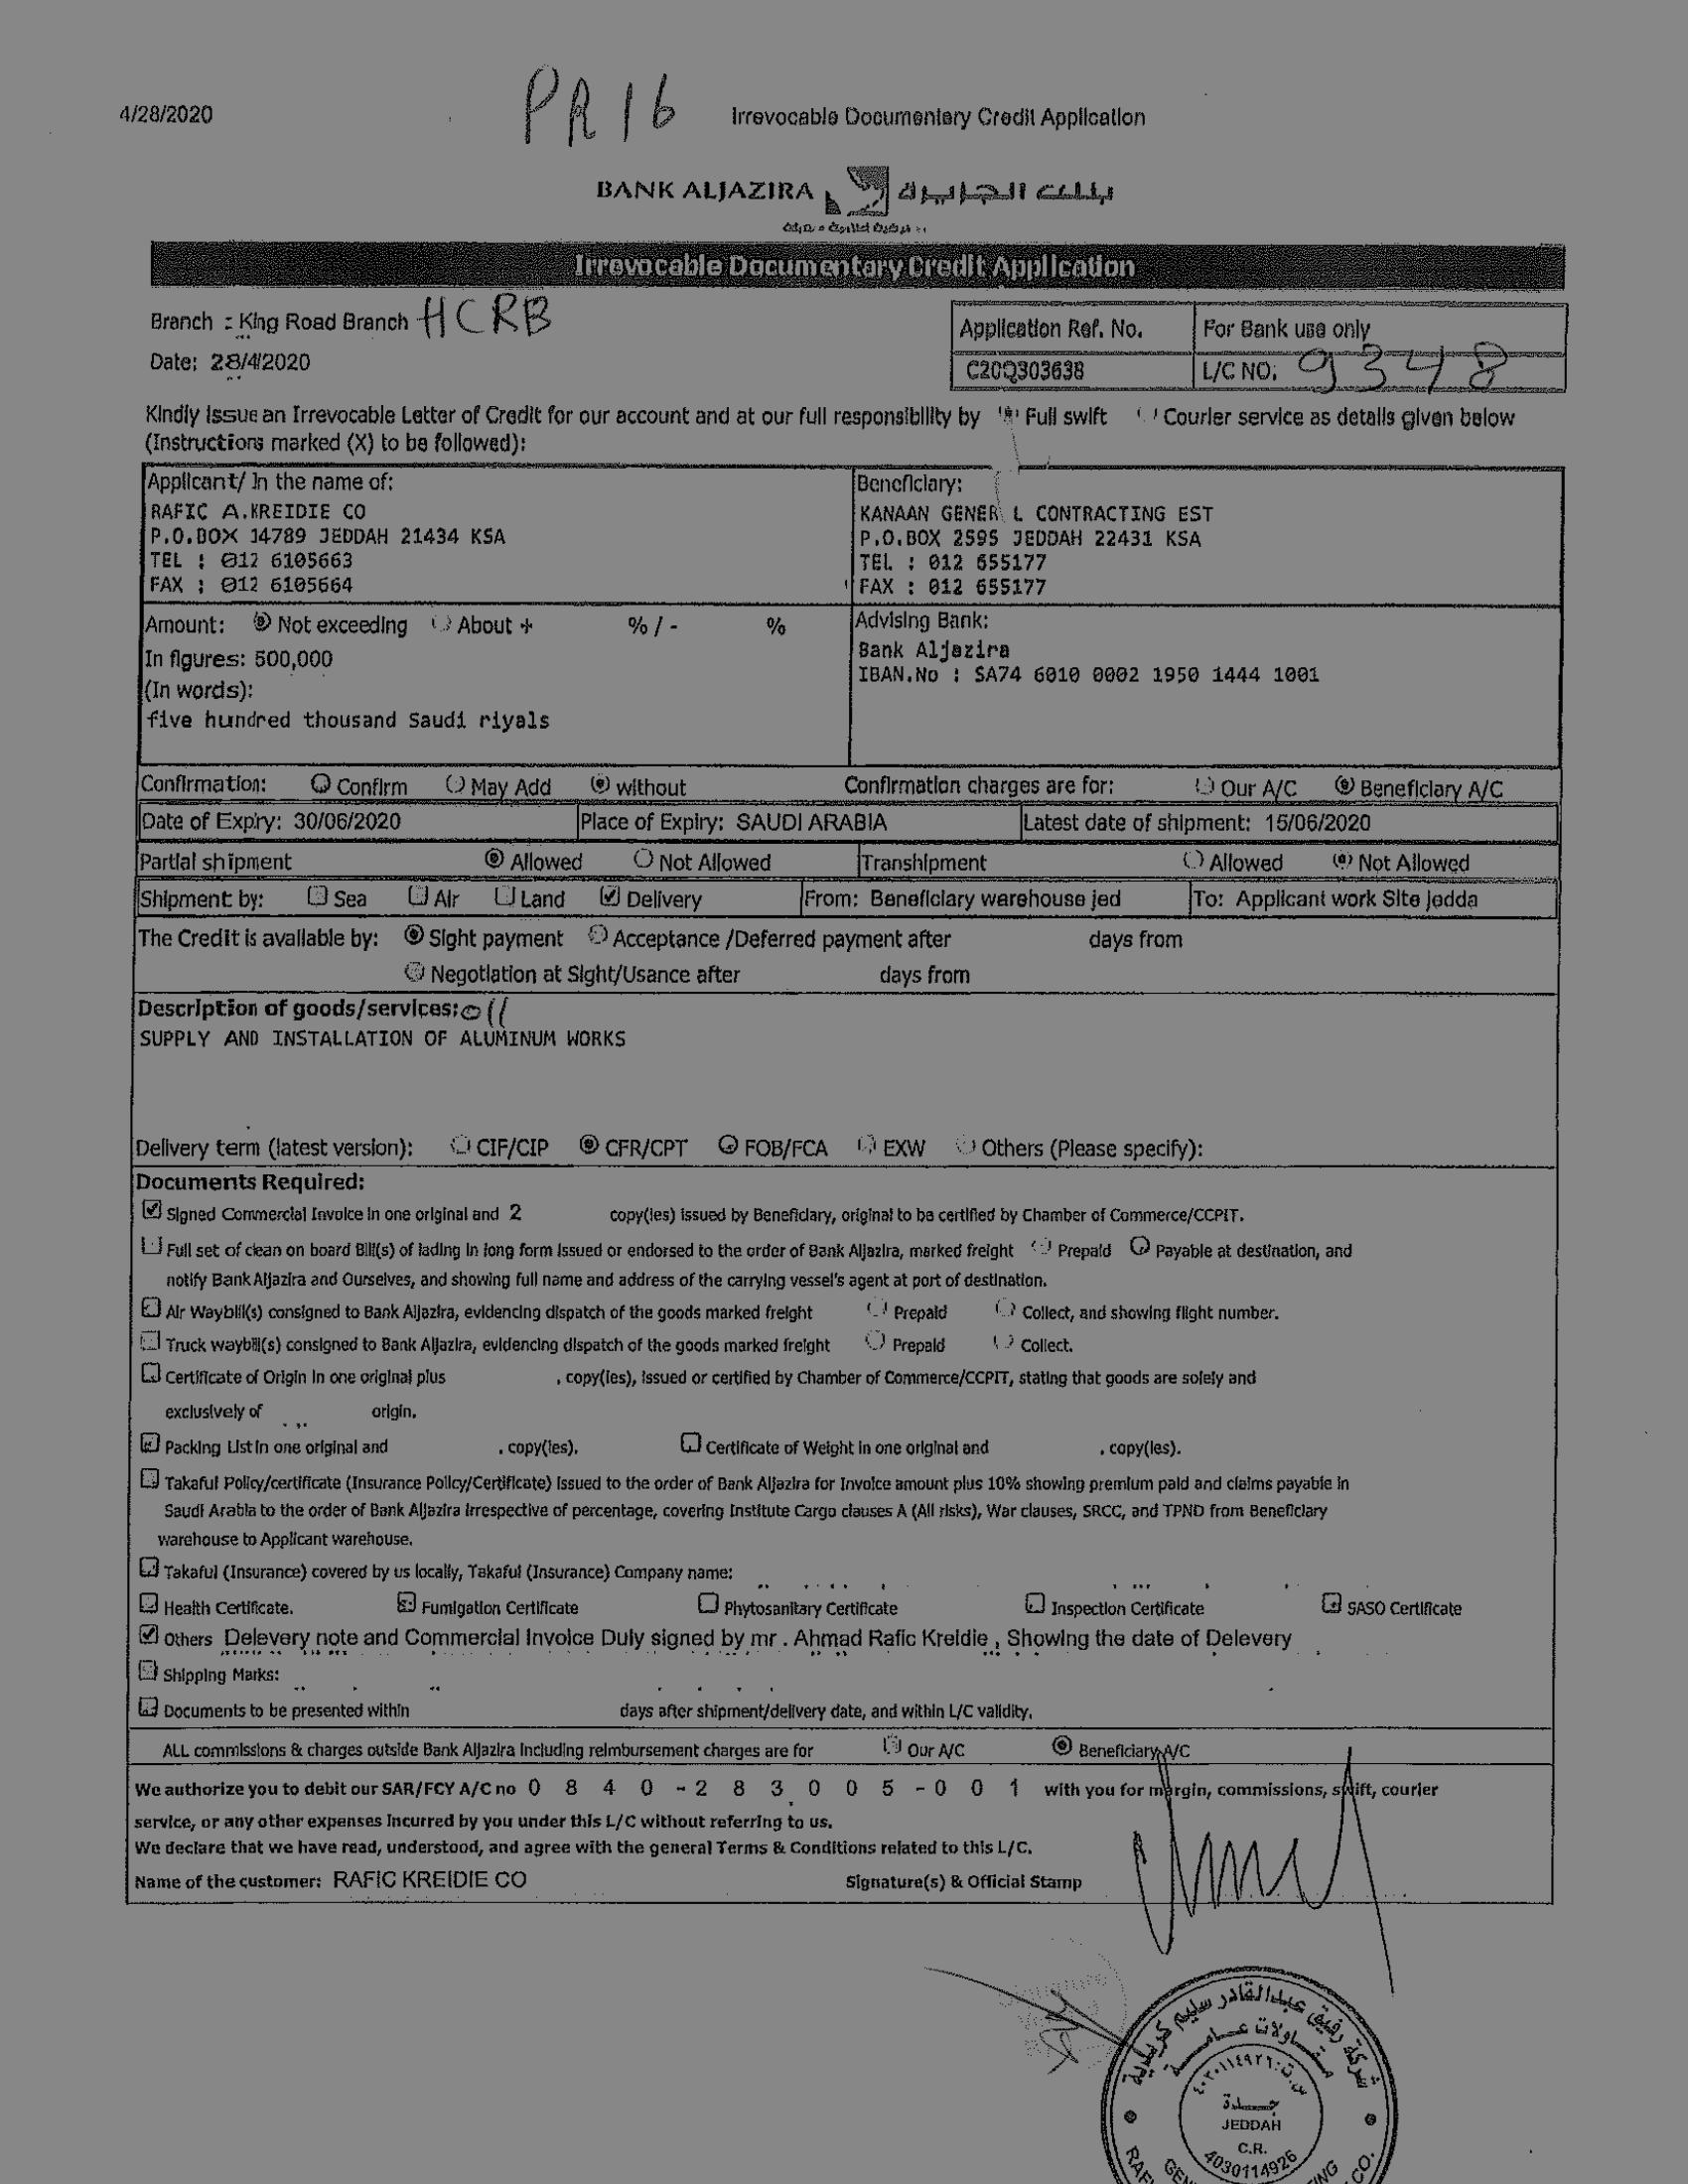 4/28/2020
PR 16
Irrevocable Documentary Credit Application
BANK ALJAZIRA بنك الجزيرة
Irrevocable Documentary Credit Application
Branch : King Road Branch HCRB
Date: 28/4/2020
Application Ref. No. For Bank use only
C20Q303638 L/C NO: 9348
Kindly issue an Irrevocable Letter of Credit for our account and at our full responsibility by Full swift Courier service as details given below
(Instructions marked (X) to be followed):
Applicant/ In the name of:
RAFIC A.KREIDIE CO
P.O.BOX 14789 JEDDAH 21434 KSA
TEL : 012 6105663
FAX : 012 6105664
Beneficiary:
KANAAN GENER L CONTRACTING EST
P.O.BOX 2595 JEDDAH 22431 KSA
TEL : 012 655177
FAX : 012 655177
Amount: Not exceeding About + % / - %
In figures: 500,000
(In words):
five hundred thousand Saudi riyals
Advising Bank:
Bank Aljazira
IBAN.No : SA74 6010 0002 1950 1444 1001
Confirmation: Confirm May Add without Confirmation charges are for: Our A/C Beneficiary A/C
Date of Expiry: 30/06/2020 Place of Expiry: SAUDI ARABIA Latest date of shipment: 15/06/2020
Partial shipment Allowed Not Allowed Transhipment Allowed Not Allowed
Shipment by: Sea Air Land Delivery From: Beneficiary warehouse jed To: Applicant work Site Jedda
The Credit is available by: Sight payment Acceptance /Deferred payment after days from
Negotiation at Sight/Usance after days from
Description of goods/services:
SUPPLY AND INSTALLATION OF ALUMINUM WORKS
Delivery term (latest version): CIF/CIP CFR/CPT FOB/FCA EXW Others (Please specify):
Documents Required:
Signed Commercial Invoice in one original and 2 copy(ies) issued by Beneficiary, original to be certified by Chamber of Commerce/CCPIT.
Full set of clean on board Bill(s) of lading in long form issued or endorsed to the order of Bank Aljazira, marked freight Prepaid Payable at destination, and
notify Bank Aljazira and Ourselves, and showing full name and address of the carrying vessel's agent at port of destination.
Air Waybill(s) consigned to Bank Aljazira, evidencing dispatch of the goods marked freight Prepaid Collect, and showing flight number.
Truck waybill(s) consigned to Bank Aljazira, evidencing dispatch of the goods marked freight Prepaid Collect.
Certificate of Origin in one original plus , copy(ies), issued or certified by Chamber of Commerce/CCPIT, stating that goods are solely and
exclusively of origin.
Packing List in one original and , copy(ies). Certificate of Weight in one original and , copy(ies).
Takaful Policy/certificate (Insurance Policy/Certificate) issued to the order of Bank Aljazira for invoice amount plus 10% showing premium paid and claims payable in
Saudi Arabia to the order of Bank Aljazira irrespective of percentage, covering Institute Cargo clauses A (All risks), War clauses, SRCC, and TPND from Beneficiary
warehouse to Applicant warehouse.
Takaful (Insurance) covered by us locally, Takaful (Insurance) Company name:
Health Certificate. Fumigation Certificate Phytosanitary Certificate Inspection Certificate SASO Certificate
Others Delevery note and Commercial Invoice Duly signed by mr . Ahmad Rafic Kreidie , Showing the date of Delevery
Shipping Marks:
Documents to be presented within days after shipment/delivery date, and within L/C validity.
ALL commissions & charges outside Bank Aljazira including reimbursement charges are for Our A/C Beneficiary A/C
We authorize you to debit our SAR/FCY A/C no 0 8 4 0 - 2 8 3 0 0 5 - 0 0 1 with you for margin, commissions, swift, courier
service, or any other expenses incurred by you under this L/C without referring to us.
We declare that we have read, understood, and agree with the general Terms & Conditions related to this L/C.
Name of the customer: RAFIC KREIDIE CO Signature(s) & Official Stamp
شركة رفيق عبدالقادر سليم كريدية
مقاولات عامة
س.ت: ٤٠٣٠١١٤٩٢٦
جدة
JEDDAH
C.R.
4030114926